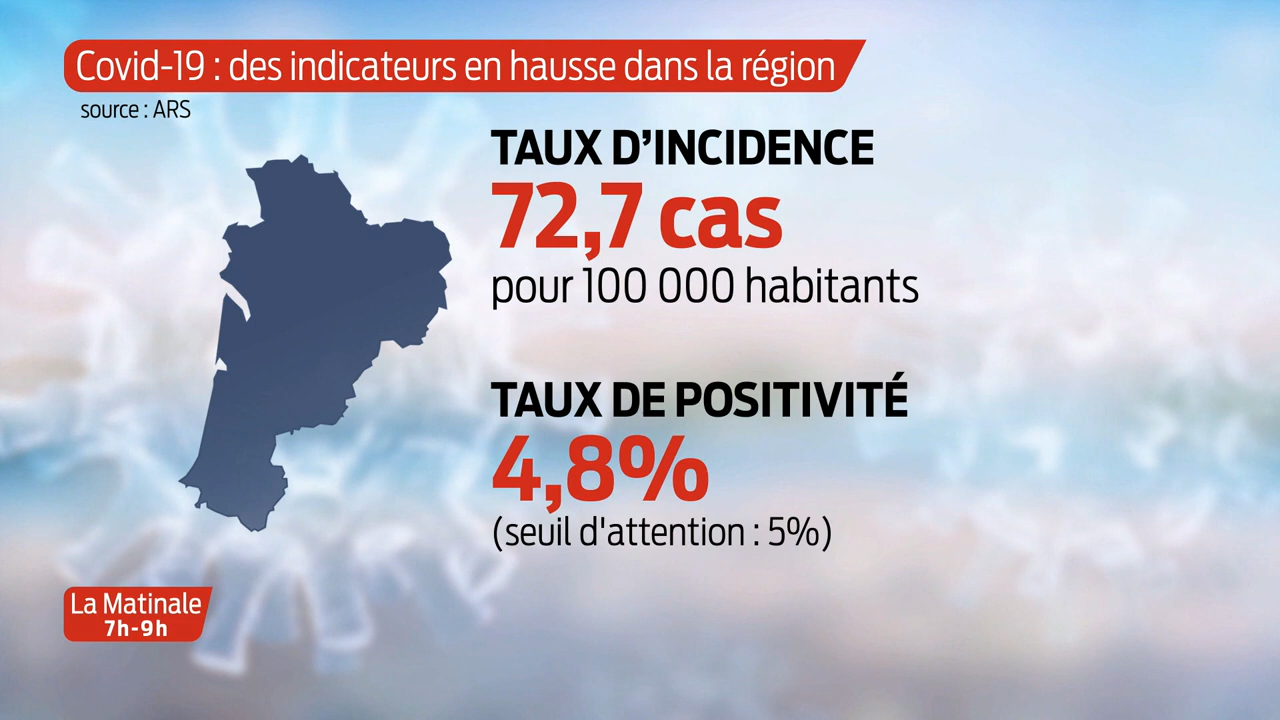 Covid-19 : des indicateurs en hausse dans la région
source : ARS
TAUX D’INCIDENCE
72,7 cas
pour 100 000 habitants
TAUX DE POSITIVITÉ
4,8%
(seuil d'attention : 5%)
La Matinale
7h-9h